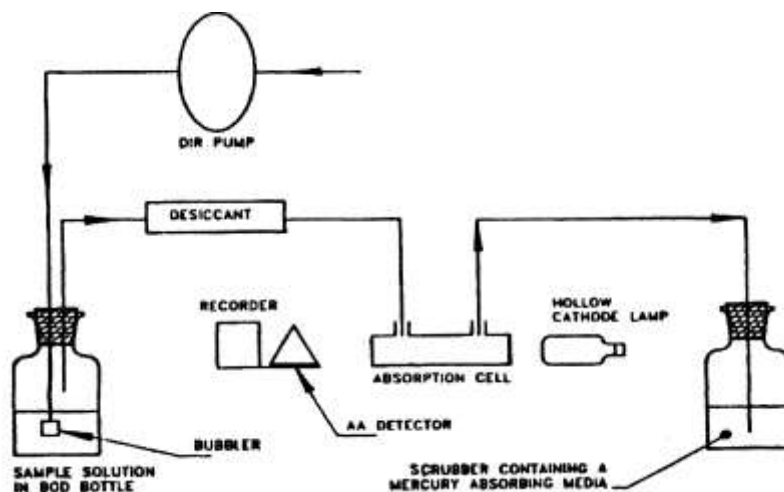 DIR PUMP
DESICCANT
RECORDER
HOLLOW
CATHODE LAMP
ABSORPTION CELL
AA DETECTOR
BUBBLER
SAMPLE SOLUTION
IN BOD BOTTLE
SCRUBBER CONTAINING A
MERCURY ABSORBING MEDIA